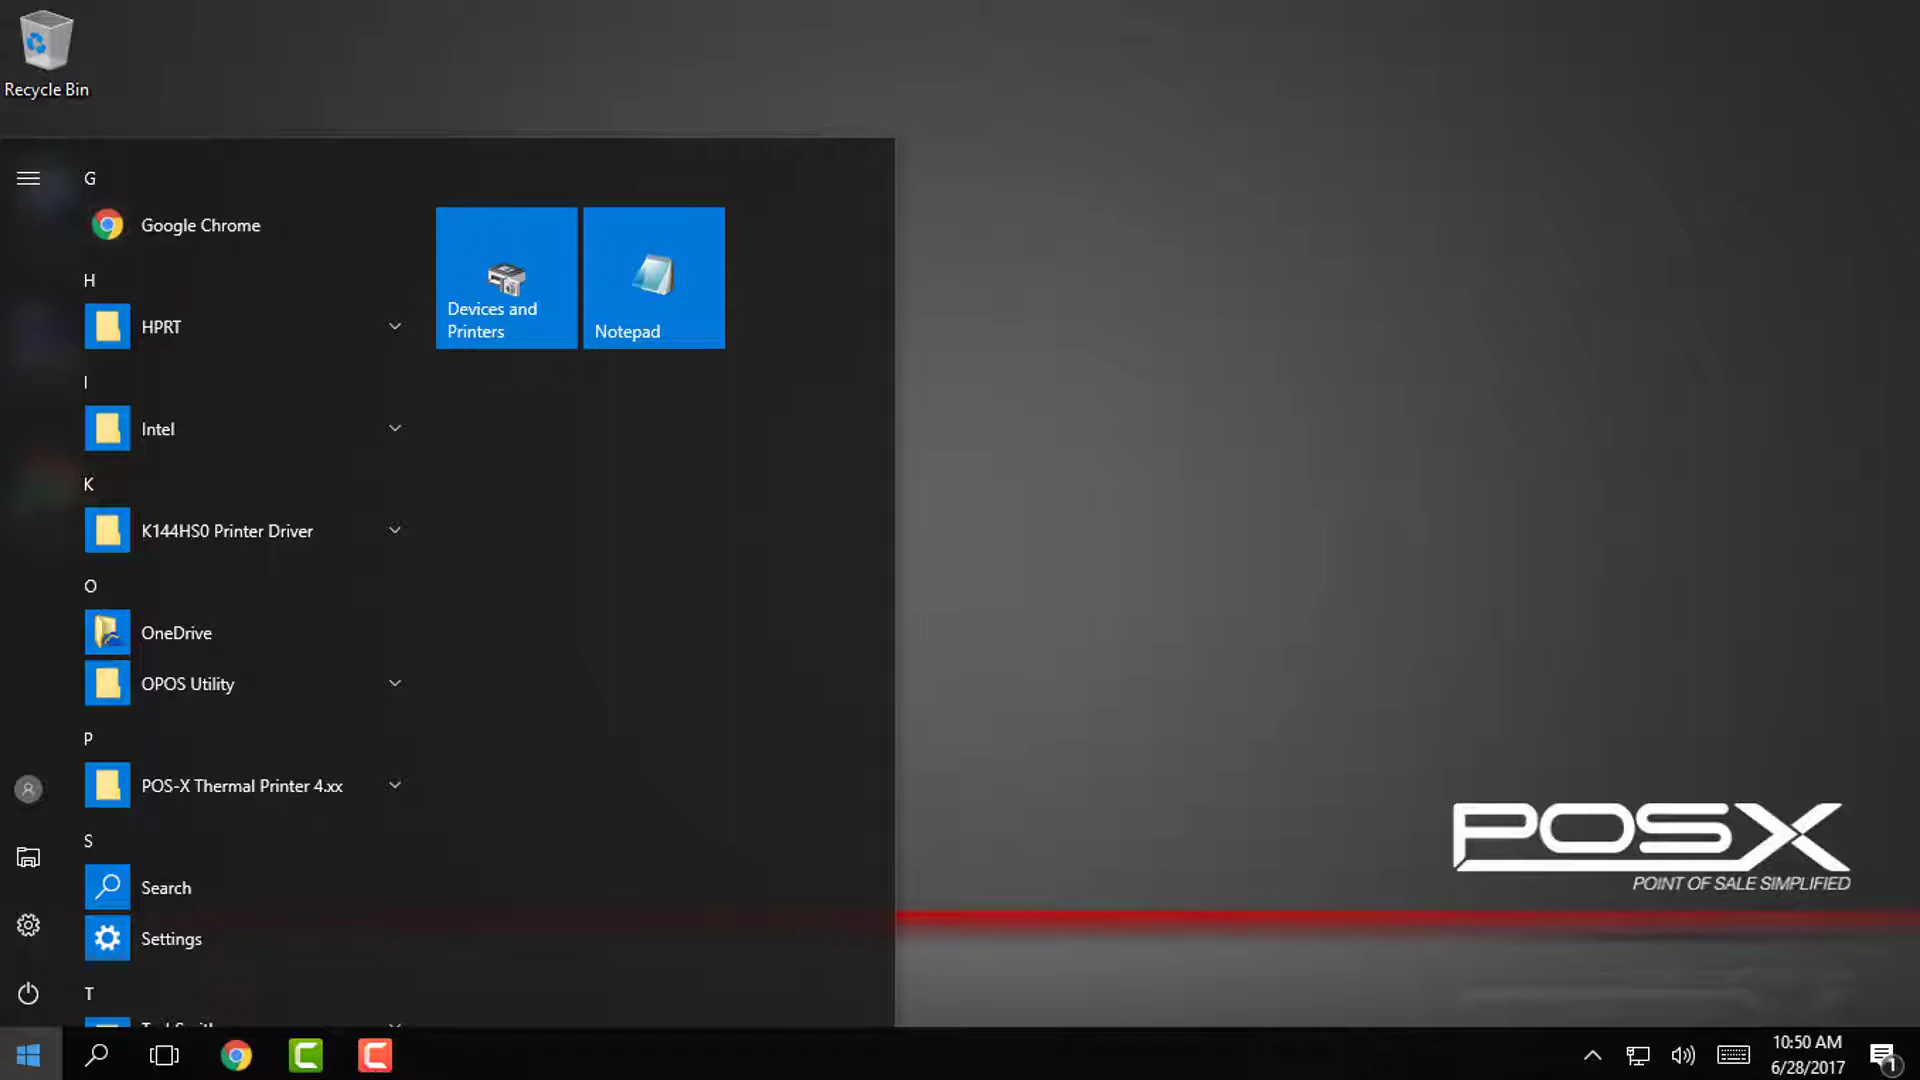 Recycle Bin
G
Google Chrome
H
HPRT
I
Intel
K
K144HS0 Printer Driver
O
OneDrive
OPOS Utility
P
POS-X Thermal Printer 4.xx
S
Search
Settings
T
Devices and
Printers
Notepad
POSX
POINT OF SALE SIMPLIFIED
10:50 AM
6/28/2017
1